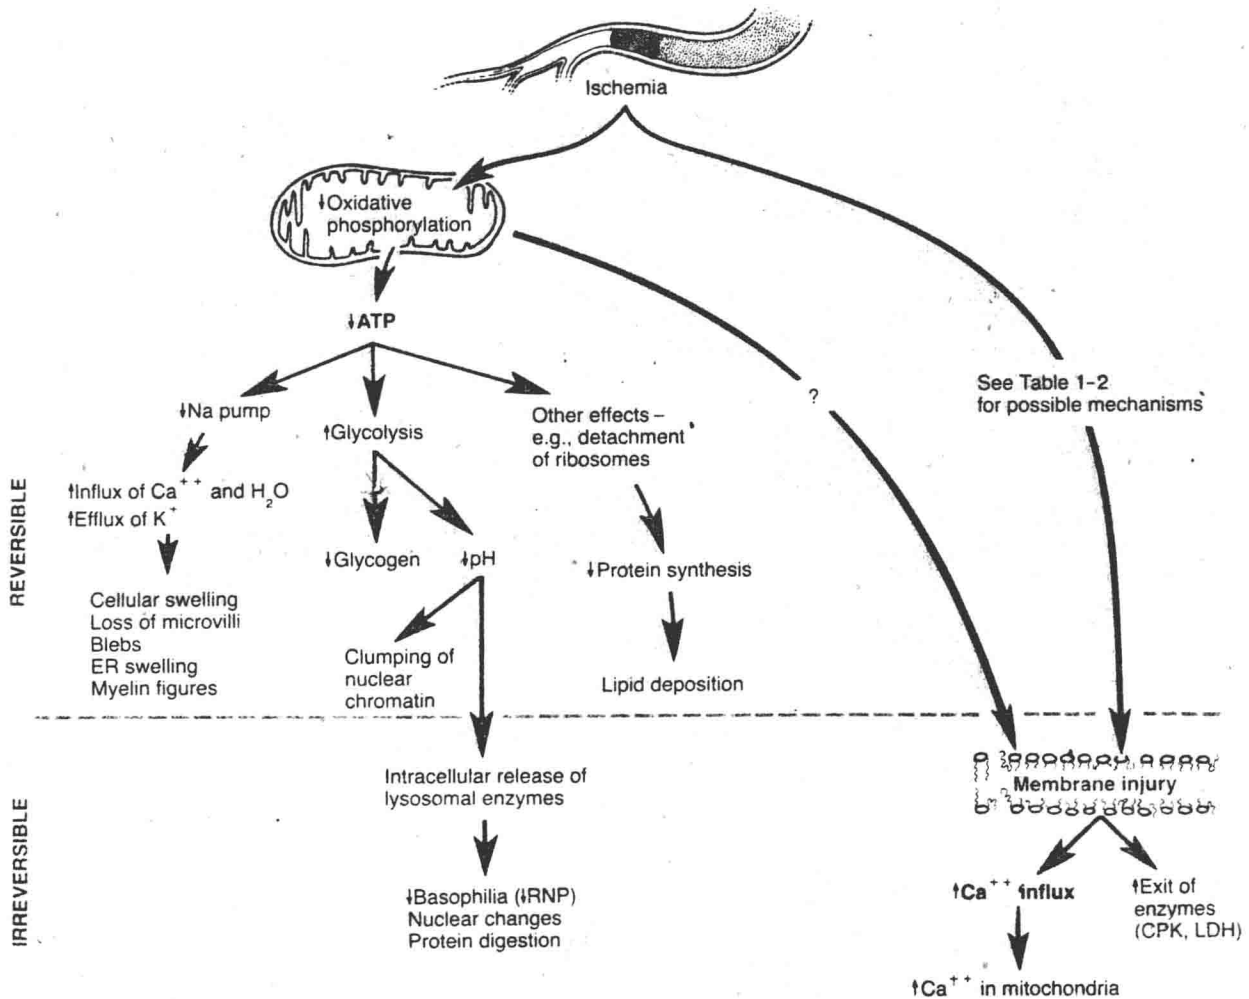 Ischemia
↓Oxidative
phosphorylation
↓ATP
↓Na pump
↑Glycolysis
Other effects –
e.g., detachment
of ribosomes
?
See Table 1-2
for possible mechanisms
REVERSIBLE
↑Influx of Ca++ and H2O
↑Efflux of K+
↓Glycogen
↓pH
↓Protein synthesis
Cellular swelling
Loss of microvilli
Blebs
ER swelling
Myelin figures
Clumping of
nuclear
chromatin
Lipid deposition
IRREVERSIBLE
Intracellular release of
lysosomal enzymes
Membrane injury
↓Basophilia (↓RNP)
Nuclear changes
Protein digestion
↑Ca++ influx
↑Exit of
enzymes
(CPK, LDH)
↑Ca++ in mitochondria